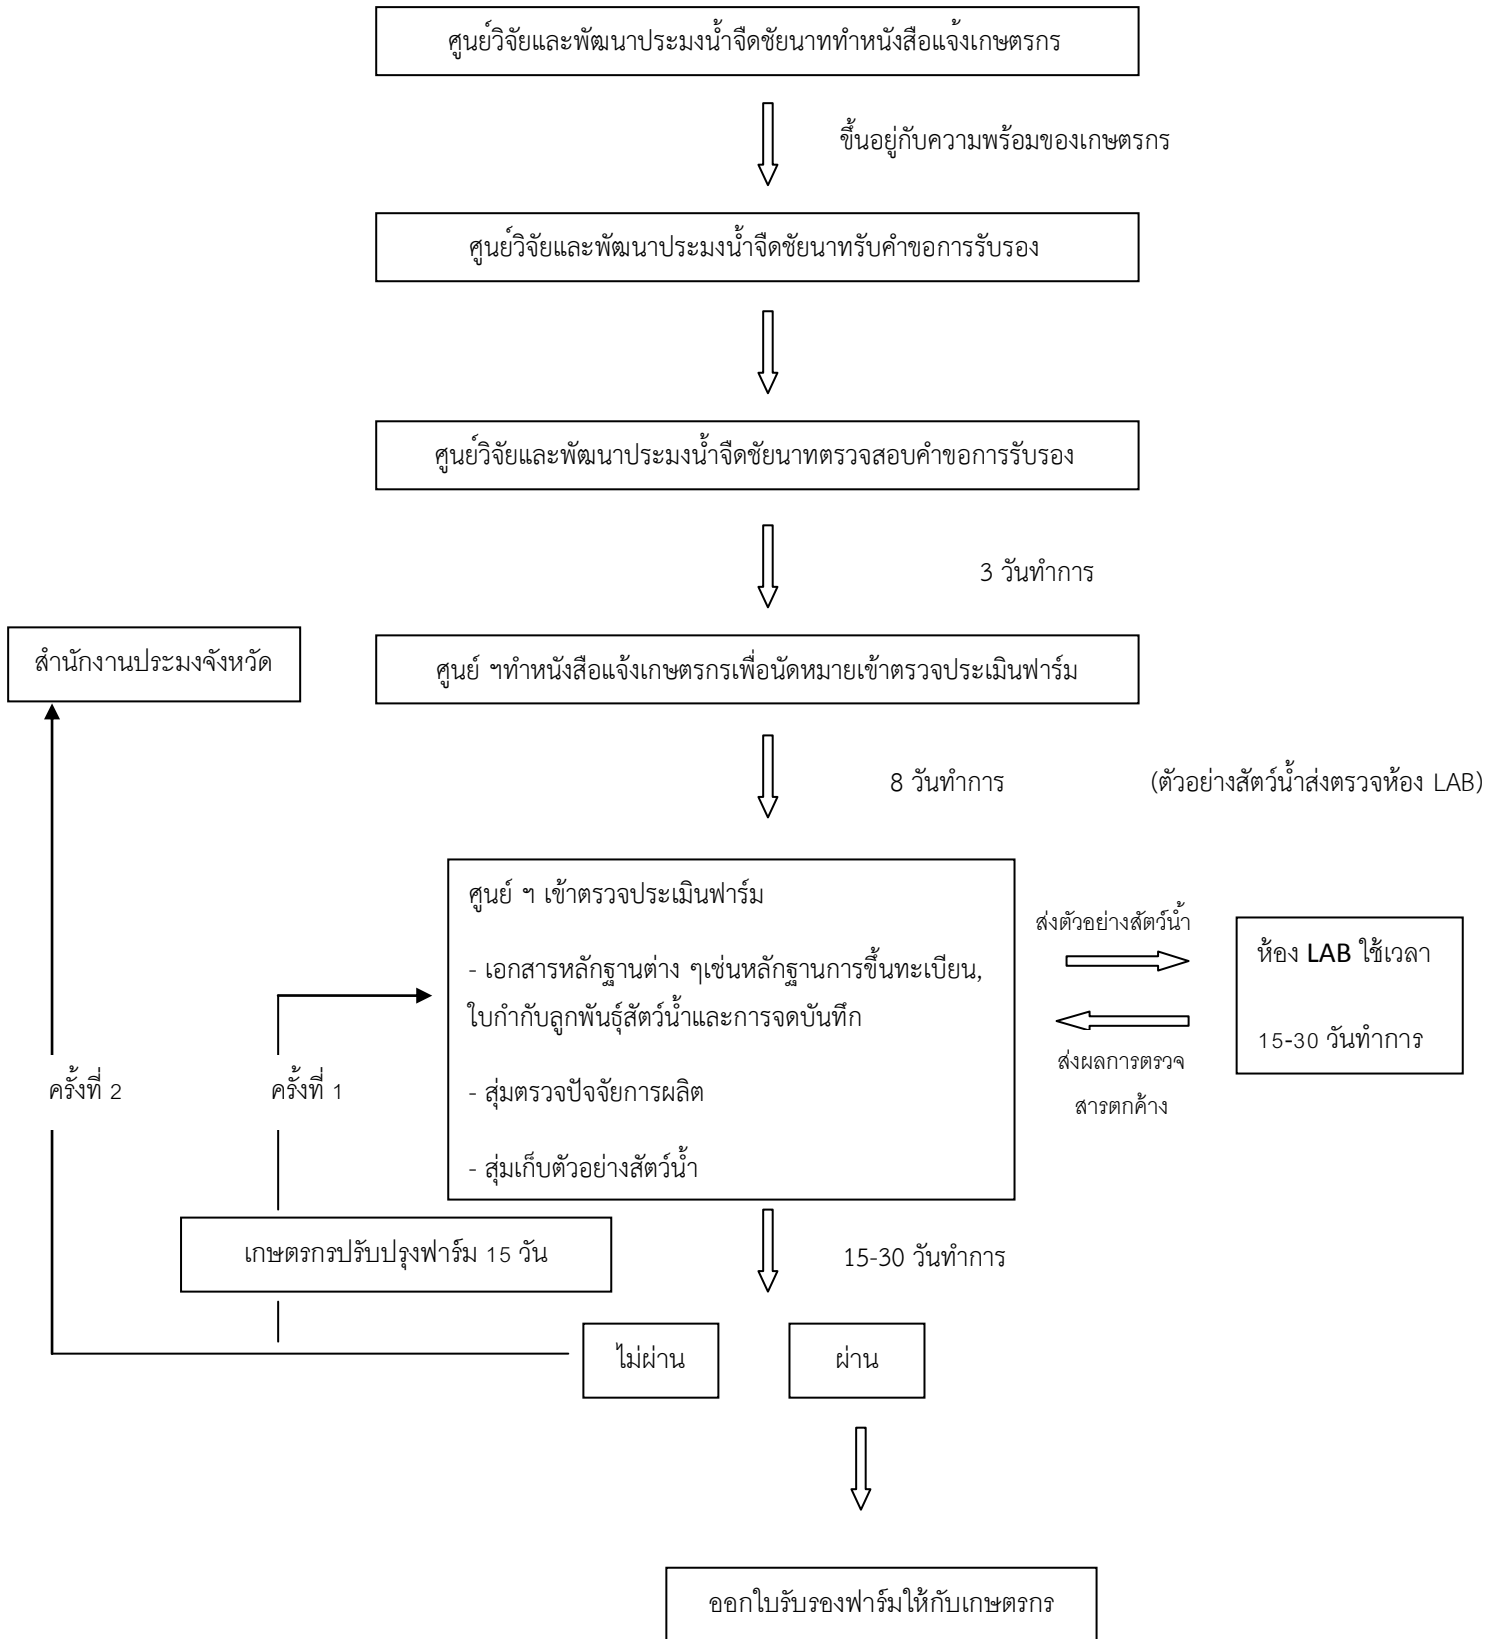 ศูนย์วิจัยและพัฒนาประมงน้ำจืดชัยนาททำหนังสือแจ้งเกษตรกร
ขึ้นอยู่กับความพร้อมของเกษตรกร
ศูนย์วิจัยและพัฒนาประมงน้ำจืดชัยนาทรับคำขอการรับรอง
ศูนย์วิจัยและพัฒนาประมงน้ำจืดชัยนาทตรวจสอบคำขอการรับรอง
3 วันทำการ
สำนักงานประมงจังหวัด
ศูนย์ ฯทำหนังสือแจ้งเกษตรกรเพื่อนัดหมายเข้าตรวจประเมินฟาร์ม
8 วันทำการ
(ตัวอย่างสัตว์น้ำส่งตรวจห้อง LAB)
ศูนย์ ฯ เข้าตรวจประเมินฟาร์ม
- เอกสารหลักฐานต่าง ๆเช่นหลักฐานการขึ้นทะเบียน,
ใบกำกับลูกพันธุ์สัตว์น้ำและการจดบันทึก
- สุ่มตรวจปัจจัยการผลิต
- สุ่มเก็บตัวอย่างสัตว์น้ำ
ส่งตัวอย่างสัตว์น้ำ
ห้อง LAB ใช้เวลา
15-30 วันทำการ
ส่งผลการตรวจ
สารตกค้าง
ครั้งที่ 2
ครั้งที่ 1
เกษตรกรปรับปรุงฟาร์ม 15 วัน
15-30 วันทำการ
ไม่ผ่าน
ผ่าน
ออกใบรับรองฟาร์มให้กับเกษตรกร